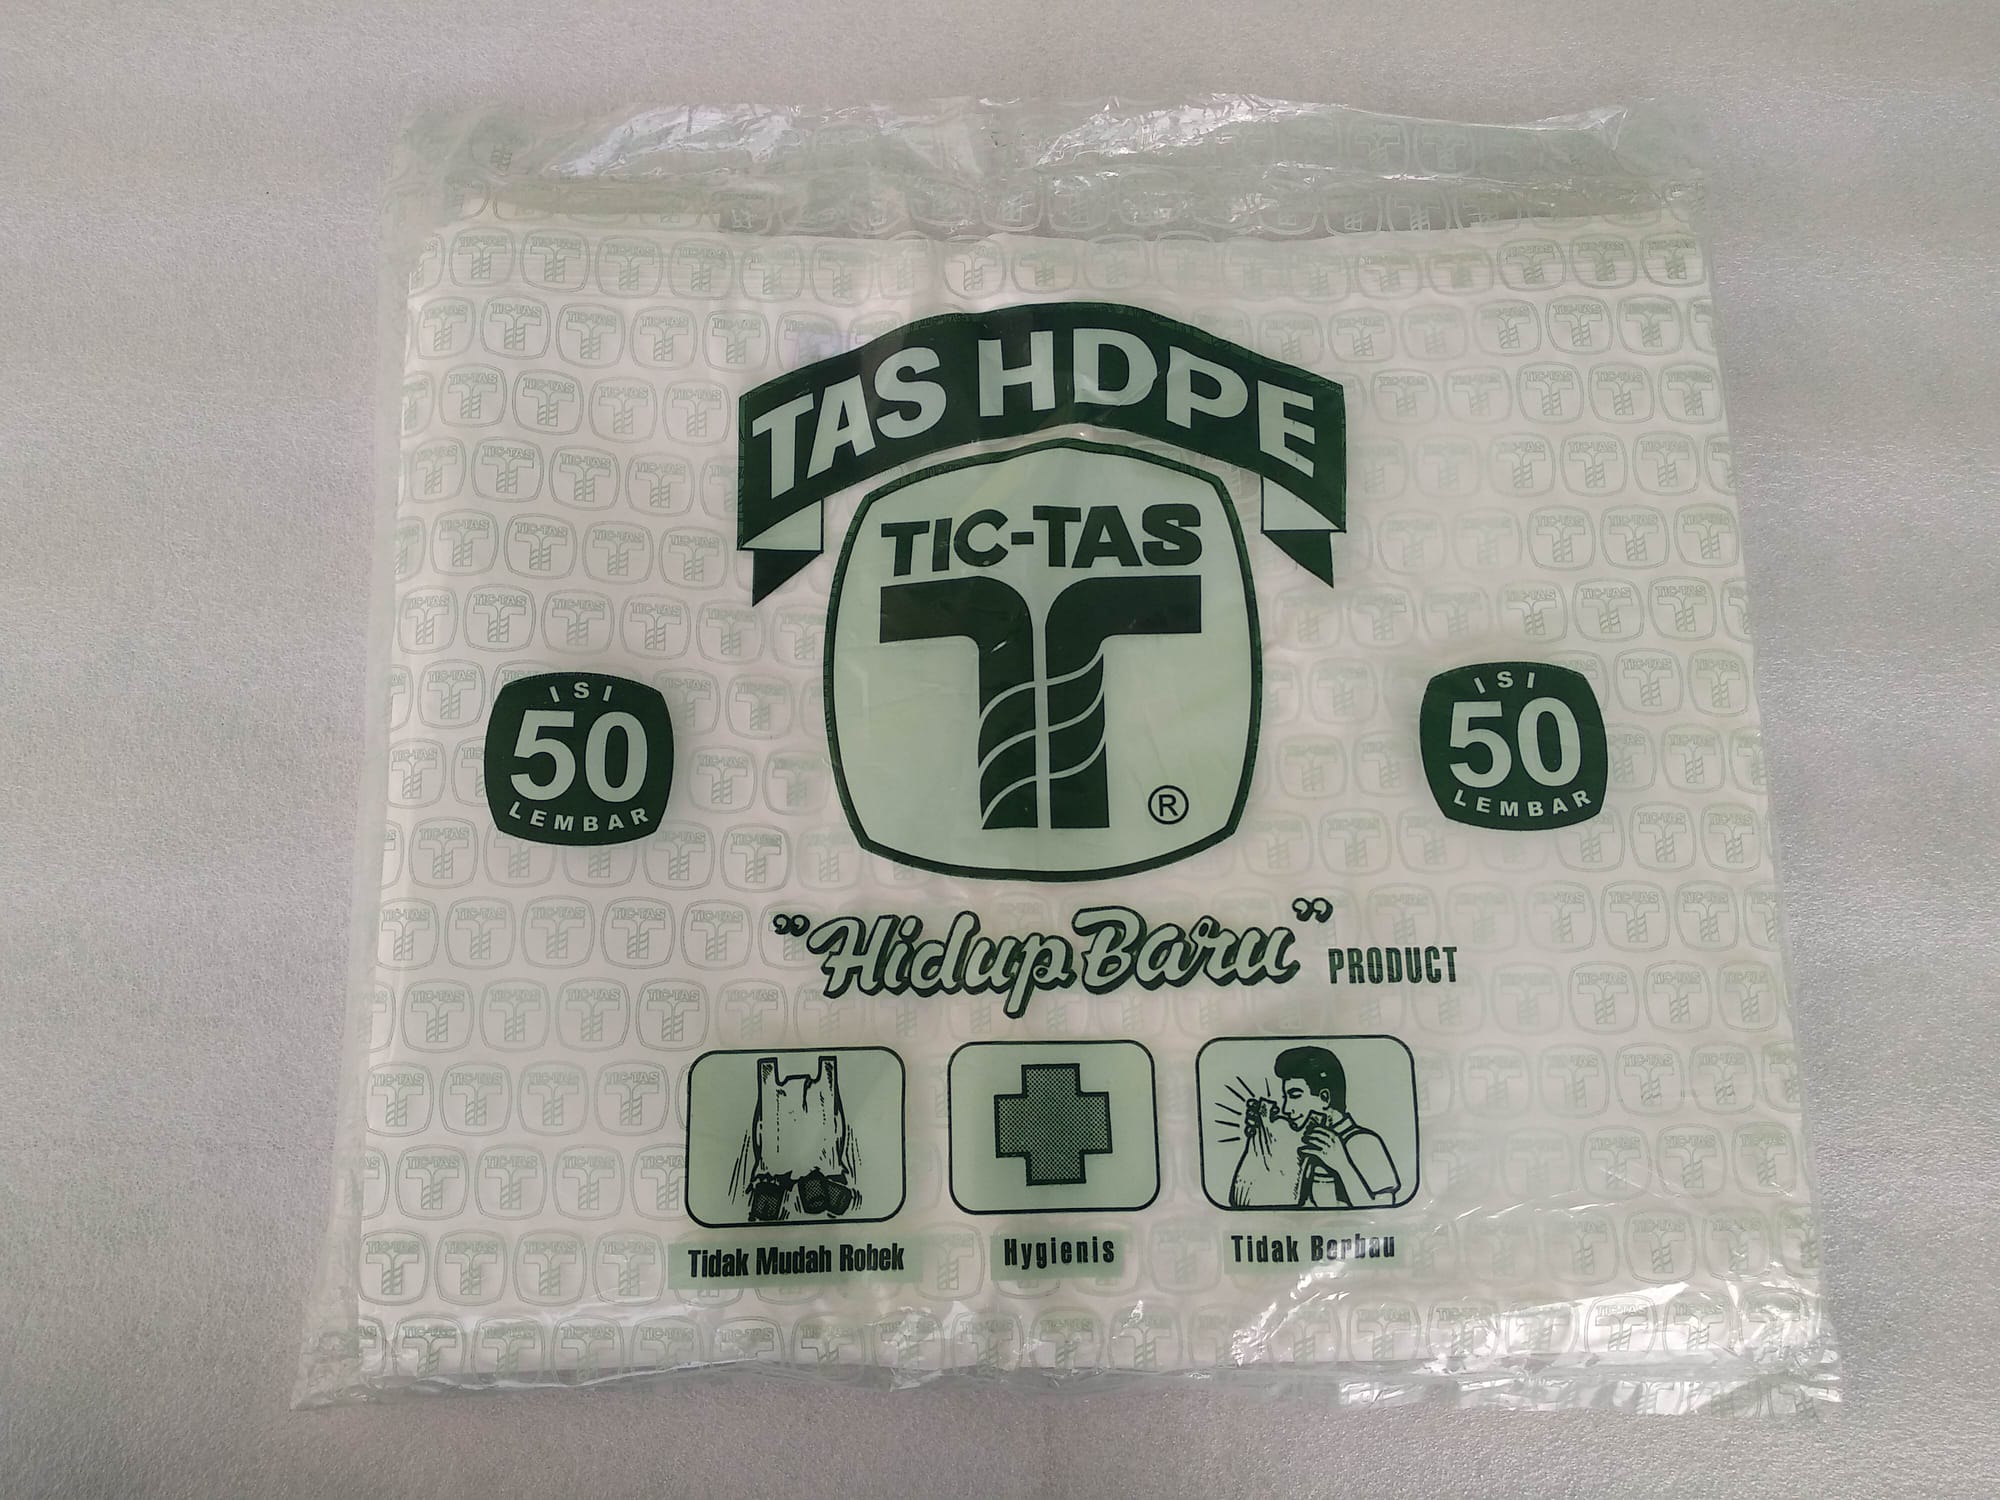 TAS HDPE
TIC-TAS
®
ISI
50
LEMBAR
ISI
50
LEMBAR
"Hidup Baru" PRODUCT
Tidak Mudah Robek
Hygienis
Tidak Berbau